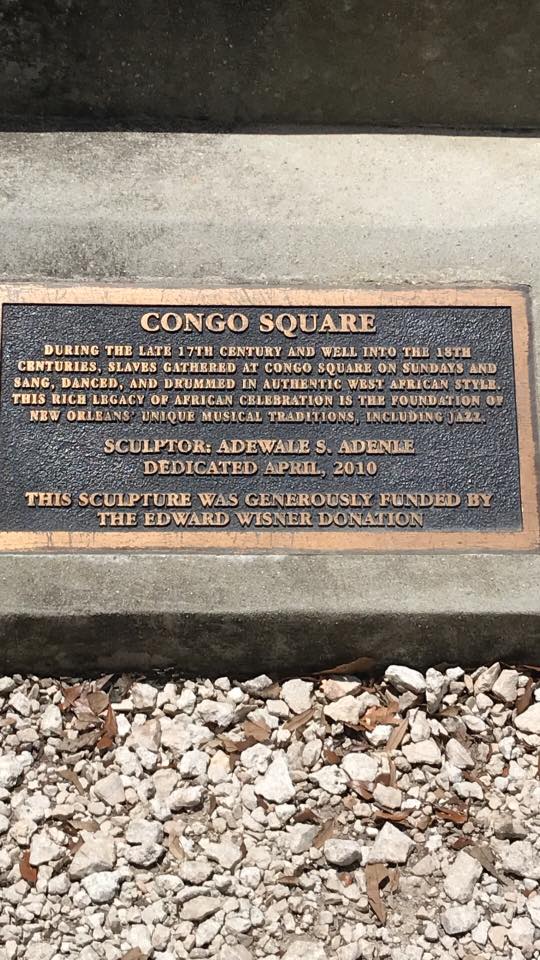 CONGO SQUARE
DURING THE LATE 17TH CENTURY AND WELL INTO THE 18TH
CENTURIES, SLAVES GATHERED AT CONGO SQUARE ON SUNDAYS AND
SANG, DANCED, AND DRUMMED IN AUTHENTIC WEST AFRICAN STYLE.
THIS RICH LEGACY OF AFRICAN CELEBRATION IS THE FOUNDATION OF
NEW ORLEANS' UNIQUE MUSICAL TRADITIONS, INCLUDING JAZZ.
SCULPTOR: ADEWALE S. ADENLE
DEDICATED APRIL, 2010
THIS SCULPTURE WAS GENEROUSLY FUNDED BY
THE EDWARD WISNER DONATION